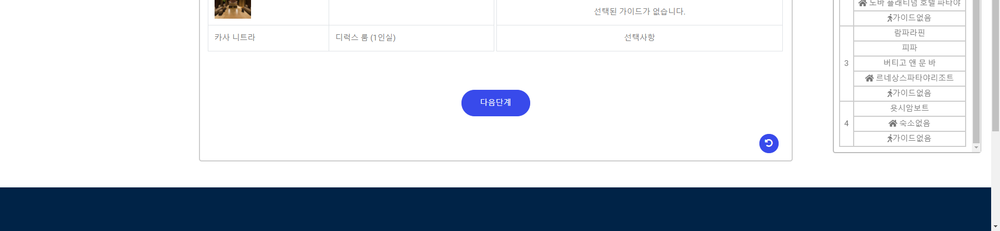 선택된 가이드가 없습니다.
카사 니트라
디럭스 룸 (1인실)
선택사항
다음단계
노바 플래티넘 호텔 파타야
가이드없음
3
람파라핀
피파
버티고 앤 문 바
르네상스파타야리조트
가이드없음
4
욧시암보트
숙소없음
가이드없음